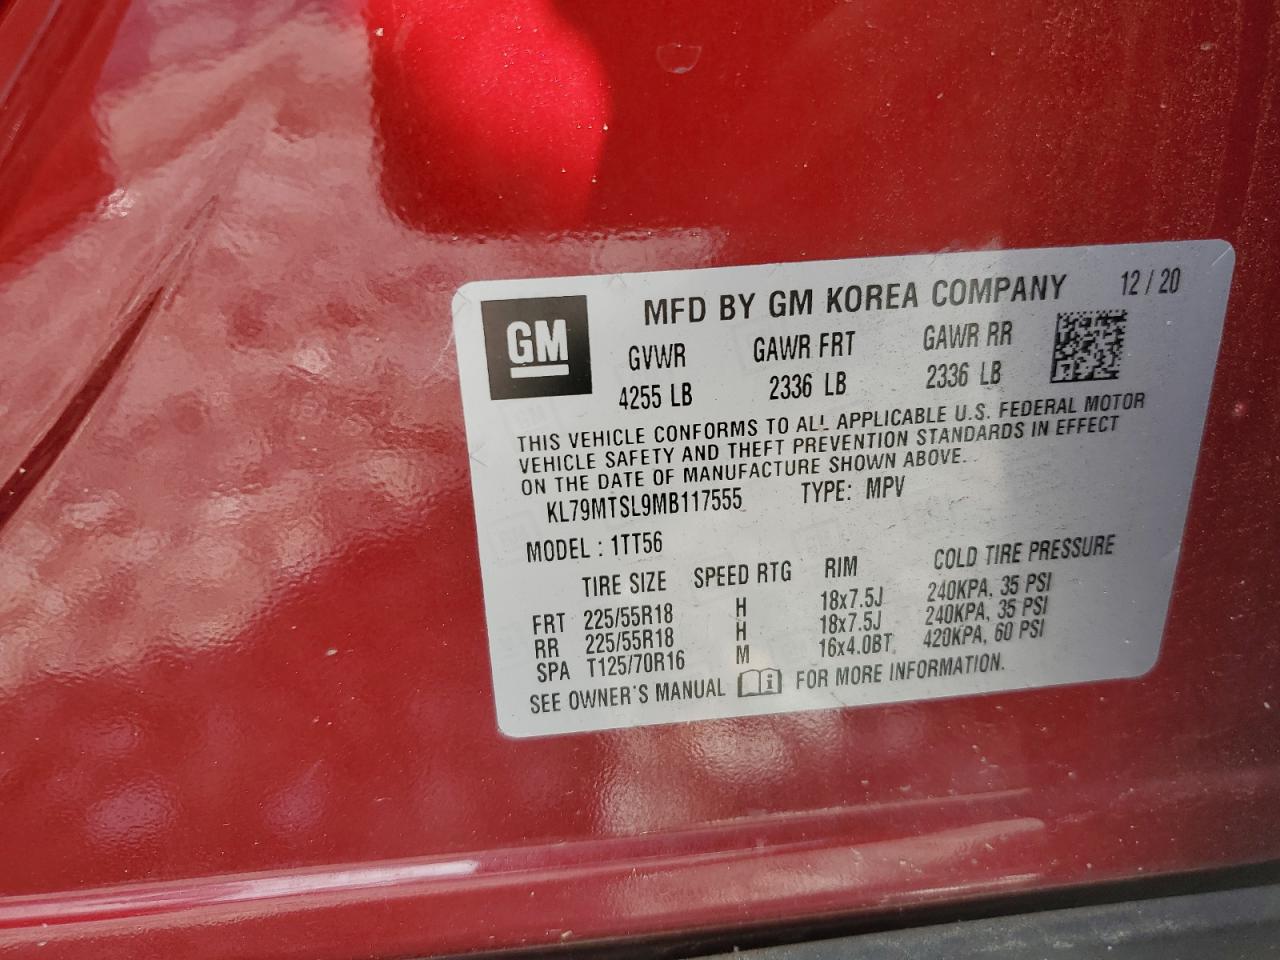 GM
MFD BY GM KOREA COMPANY 12 / 20
GVWR GAWR FRT GAWR RR
4255 LB 2336 LB 2336 LB
THIS VEHICLE CONFORMS TO ALL APPLICABLE U.S. FEDERAL MOTOR
VEHICLE SAFETY AND THEFT PREVENTION STANDARDS IN EFFECT
ON THE DATE OF MANUFACTURE SHOWN ABOVE.
KL79MTSL9MB117555 TYPE: MPV
MODEL : 1TT56
TIRE SIZE SPEED RTG RIM COLD TIRE PRESSURE
FRT 225/55R18 H 18x7.5J 240KPA, 35 PSI
RR 225/55R18 H 18x7.5J 240KPA, 35 PSI
SPA T125/70R16 M 16x4.0BT 420KPA, 60 PSI
SEE OWNER'S MANUAL i FOR MORE INFORMATION.